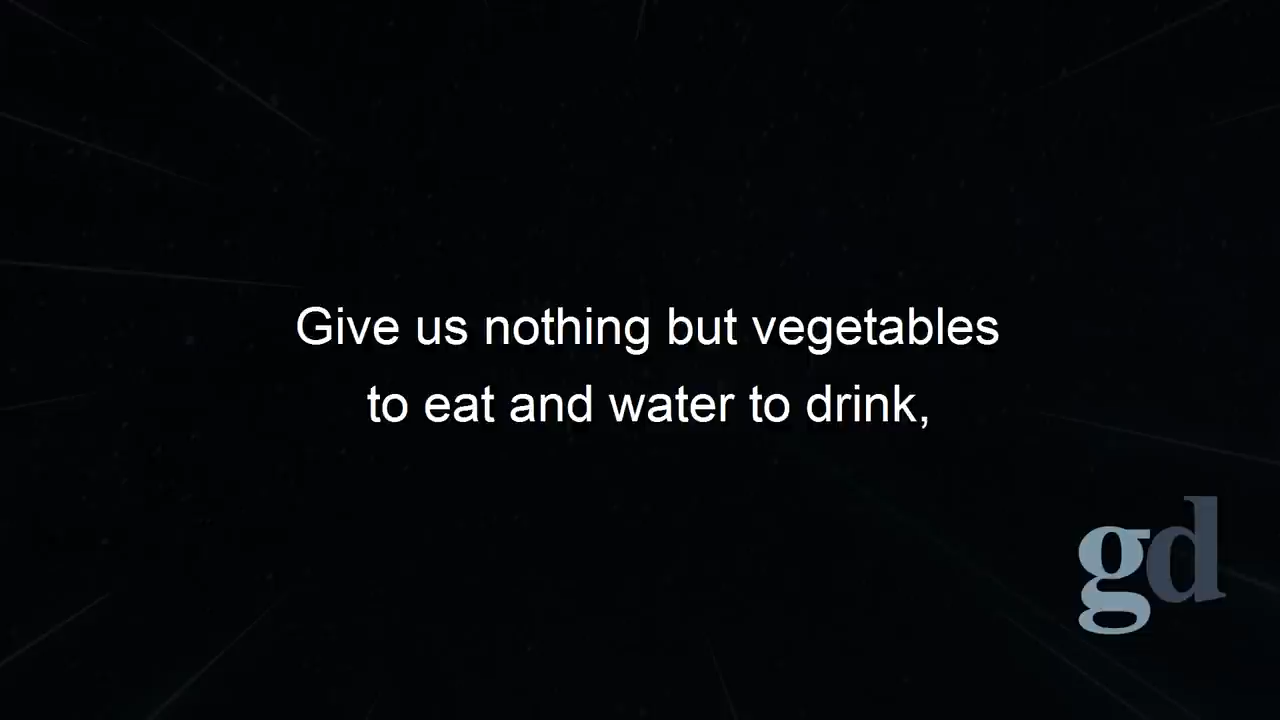 Give us nothing but vegetables
to eat and water to drink,
gd